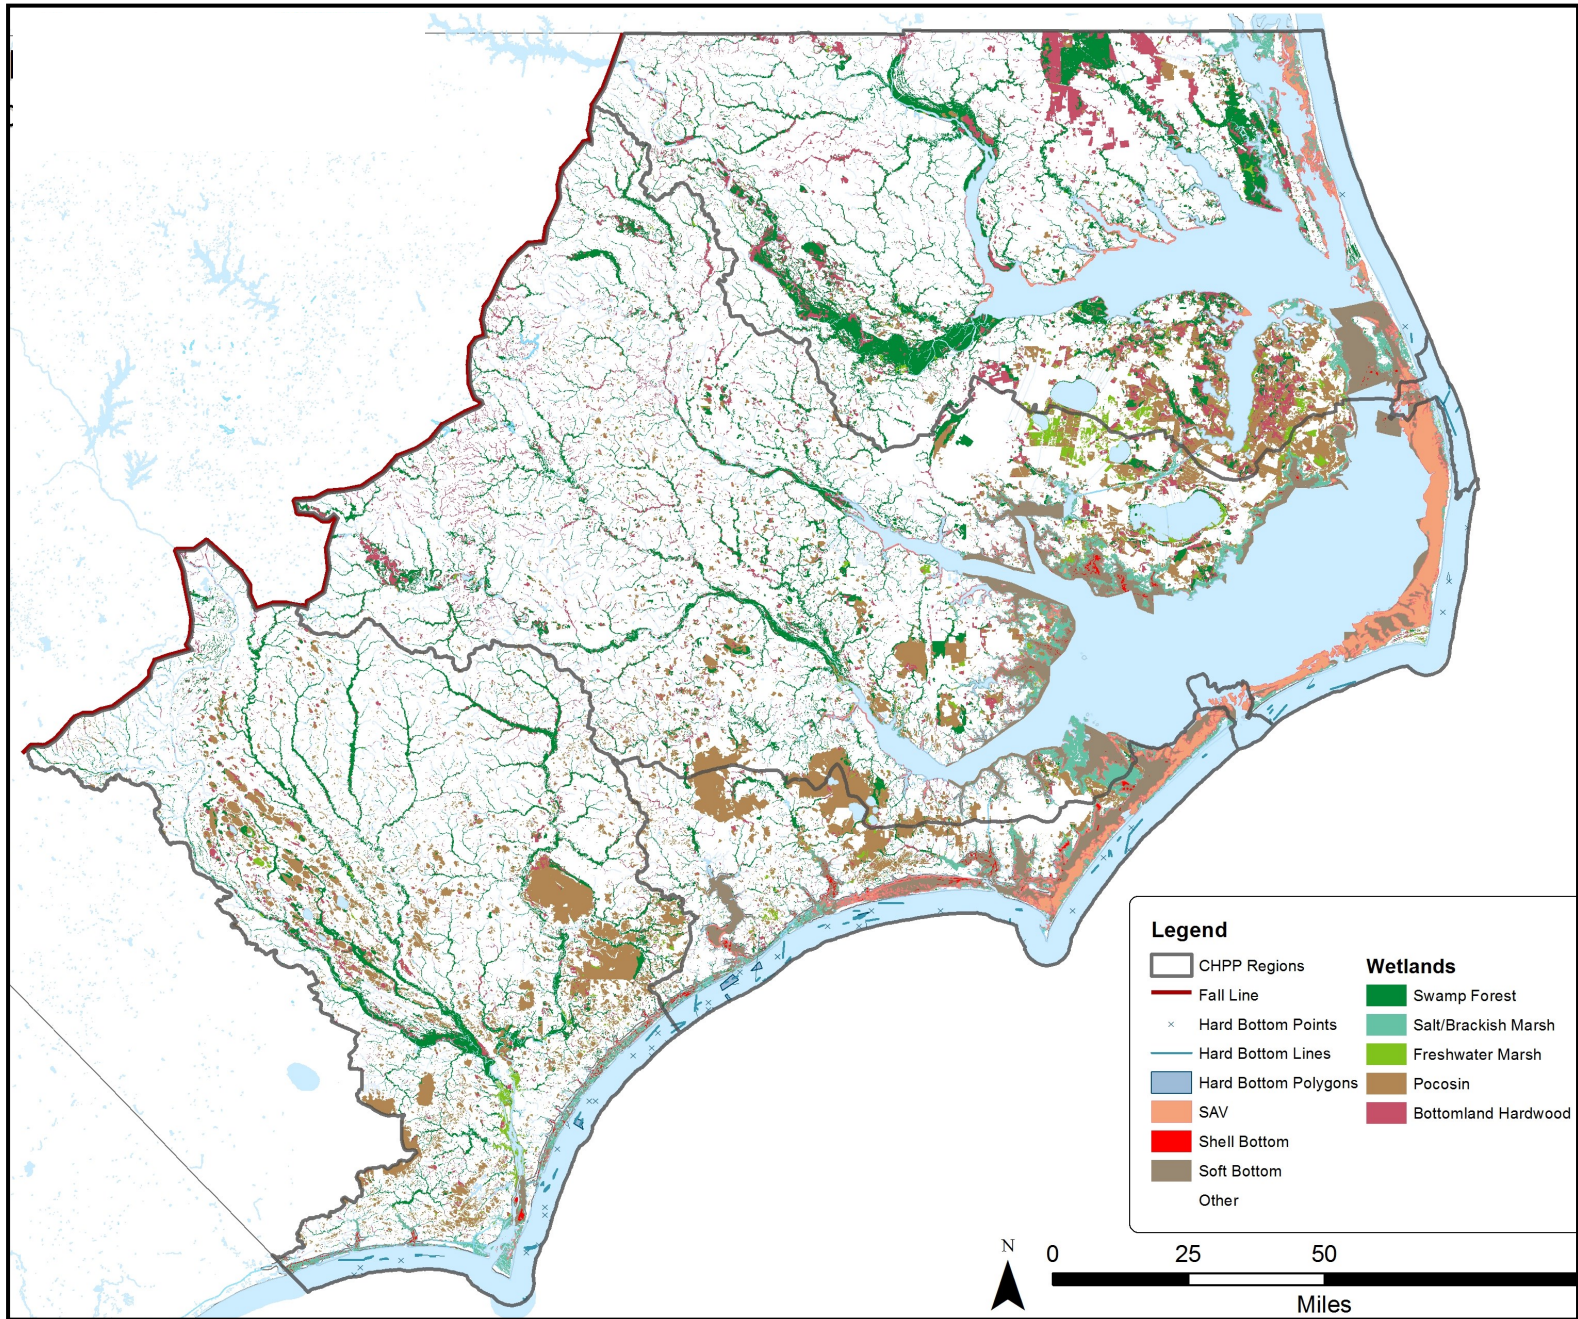 Legend
CHPP Regions
Fall Line
Hard Bottom Points
Hard Bottom Lines
Hard Bottom Polygons
SAV
Shell Bottom
Soft Bottom
Other
Wetlands
Swamp Forest
Salt/Brackish Marsh
Freshwater Marsh
Pocosin
Bottomland Hardwood
N
0 25 50
Miles